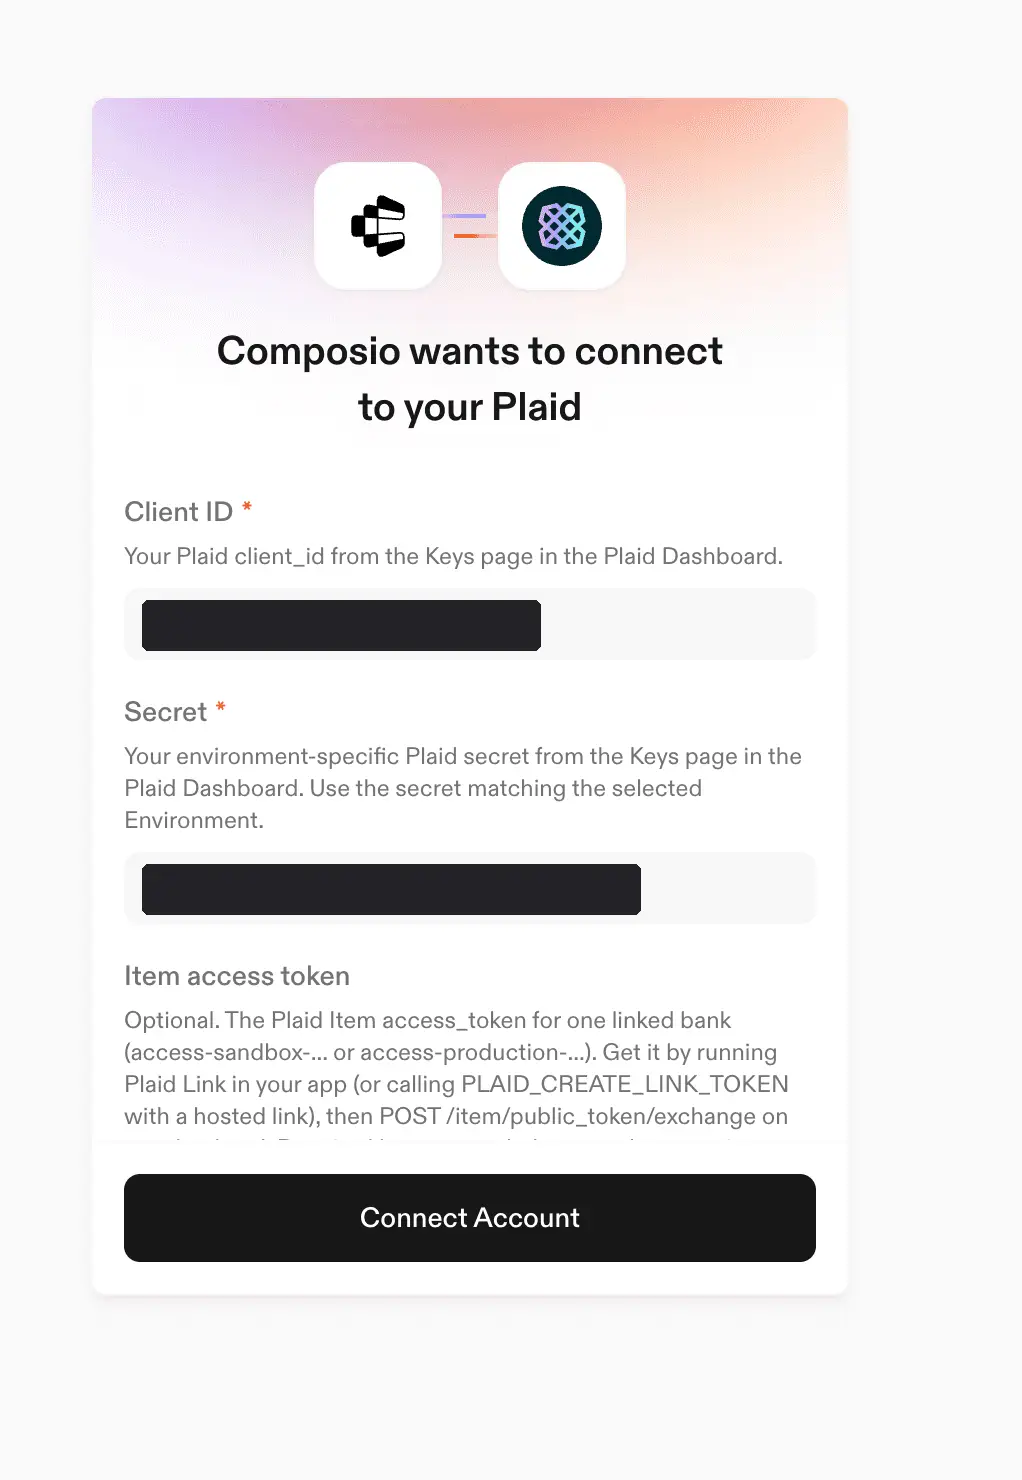 Composio wants to connect
to your Plaid
Client ID *
Your Plaid client_id from the Keys page in the Plaid Dashboard.
Secret *
Your environment-specific Plaid secret from the Keys page in the
Plaid Dashboard. Use the secret matching the selected
Environment.
Item access token
Optional. The Plaid Item access_token for one linked bank
(access-sandbox-... or access-production-...). Get it by running
Plaid Link in your app (or calling PLAID_CREATE_LINK_TOKEN
with a hosted link), then POST /item/public_token/exchange on
Connect Account